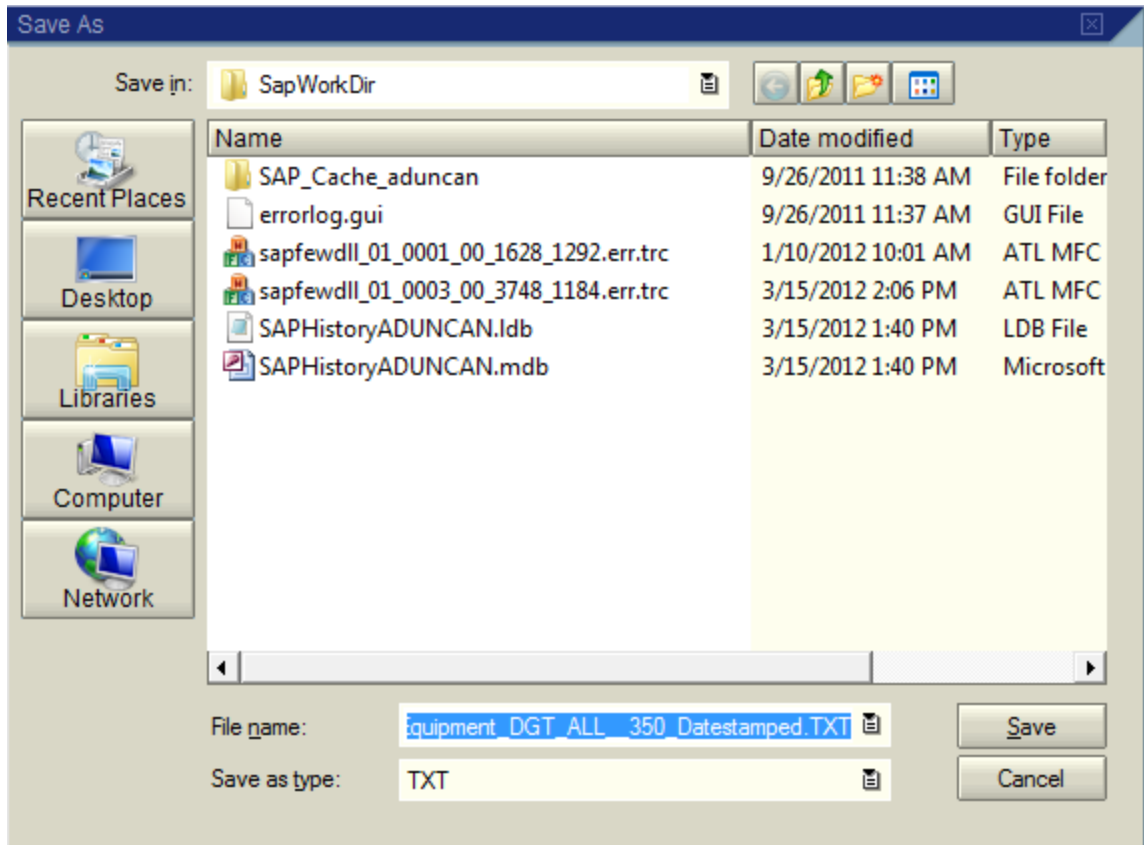 Save As
Save in: SapWorkDir
Name Date modified Type
Recent Places
Desktop
Libraries
Computer
Network
SAP_Cache_aduncan 9/26/2011 11:38 AM File folder
errorlog.gui 9/26/2011 11:37 AM GUI File
sapfewdll_01_0001_00_1628_1292.err.trc 1/10/2012 10:01 AM ATL MFC
sapfewdll_01_0003_00_3748_1184.err.trc 3/15/2012 2:06 PM ATL MFC
SAPHistoryADUNCAN.ldb 3/15/2012 1:40 PM LDB File
SAPHistoryADUNCAN.mdb 3/15/2012 1:40 PM Microsoft
File name: Equipment_DGT_ALL__350_Datestamped.TXT Save
Save as type: TXT Cancel